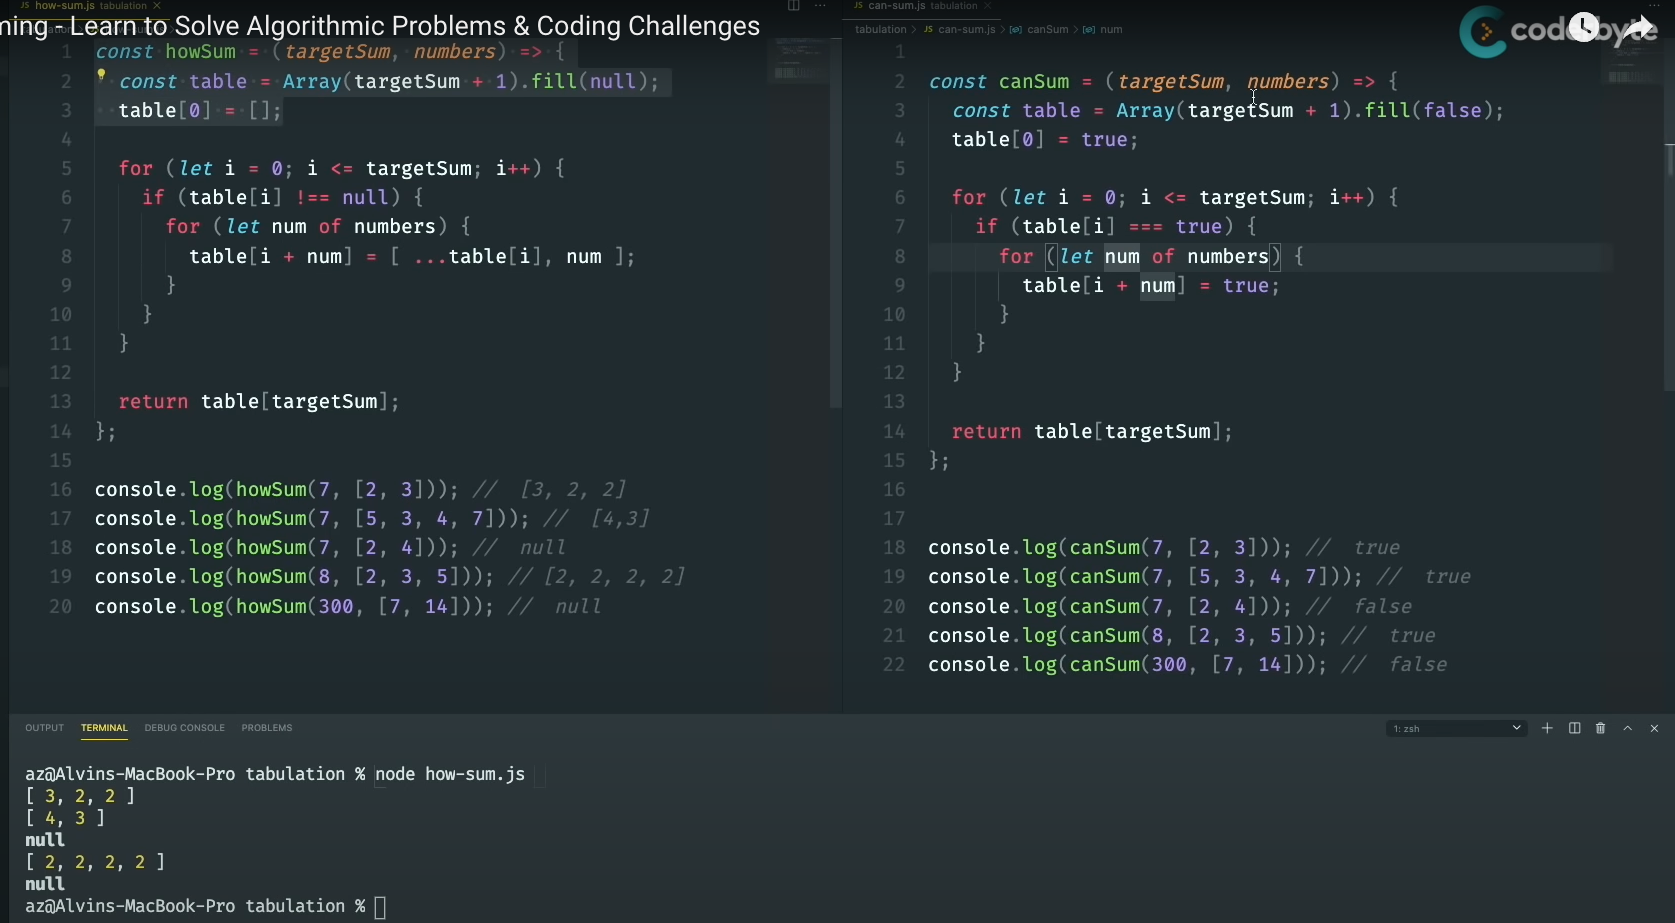 JS how-sum.js tabulation ×
ming - Learn to Solve Algorithmic Problems & Coding Challenges
1 const howSum = (targetSum, numbers) => {
2 const table = Array(targetSum + 1).fill(null);
3 table[0] = [];
4
5 for (let i = 0; i <= targetSum; i++) {
6 if (table[i] !== null) {
7 for (let num of numbers) {
8 table[i + num] = [ ...table[i], num ];
9 }
10 }
11 }
12
13 return table[targetSum];
14 };
15
16 console.log(howSum(7, [2, 3])); // [3, 2, 2]
17 console.log(howSum(7, [5, 3, 4, 7])); // [4,3]
18 console.log(howSum(7, [2, 4])); // null
19 console.log(howSum(8, [2, 3, 5])); // [2, 2, 2, 2]
20 console.log(howSum(300, [7, 14])); // null
JS can-sum.js tabulation ×
tabulation > JS can-sum.js > canSum > num
coderbyte
1
2 const canSum = (targetSum, numbers) => {
3 const table = Array(targetSum + 1).fill(false);
4 table[0] = true;
5
6 for (let i = 0; i <= targetSum; i++) {
7 if (table[i] === true) {
8 for (let num of numbers) {
9 table[i + num] = true;
10 }
11 }
12 }
13
14 return table[targetSum];
15 };
16
17
18 console.log(canSum(7, [2, 3])); // true
19 console.log(canSum(7, [5, 3, 4, 7])); // true
20 console.log(canSum(7, [2, 4])); // false
21 console.log(canSum(8, [2, 3, 5])); // true
22 console.log(canSum(300, [7, 14])); // false
OUTPUT TERMINAL DEBUG CONSOLE PROBLEMS
1: zsh
az@Alvins-MacBook-Pro tabulation % node how-sum.js
[ 3, 2, 2 ]
[ 4, 3 ]
null
[ 2, 2, 2, 2 ]
null
az@Alvins-MacBook-Pro tabulation %